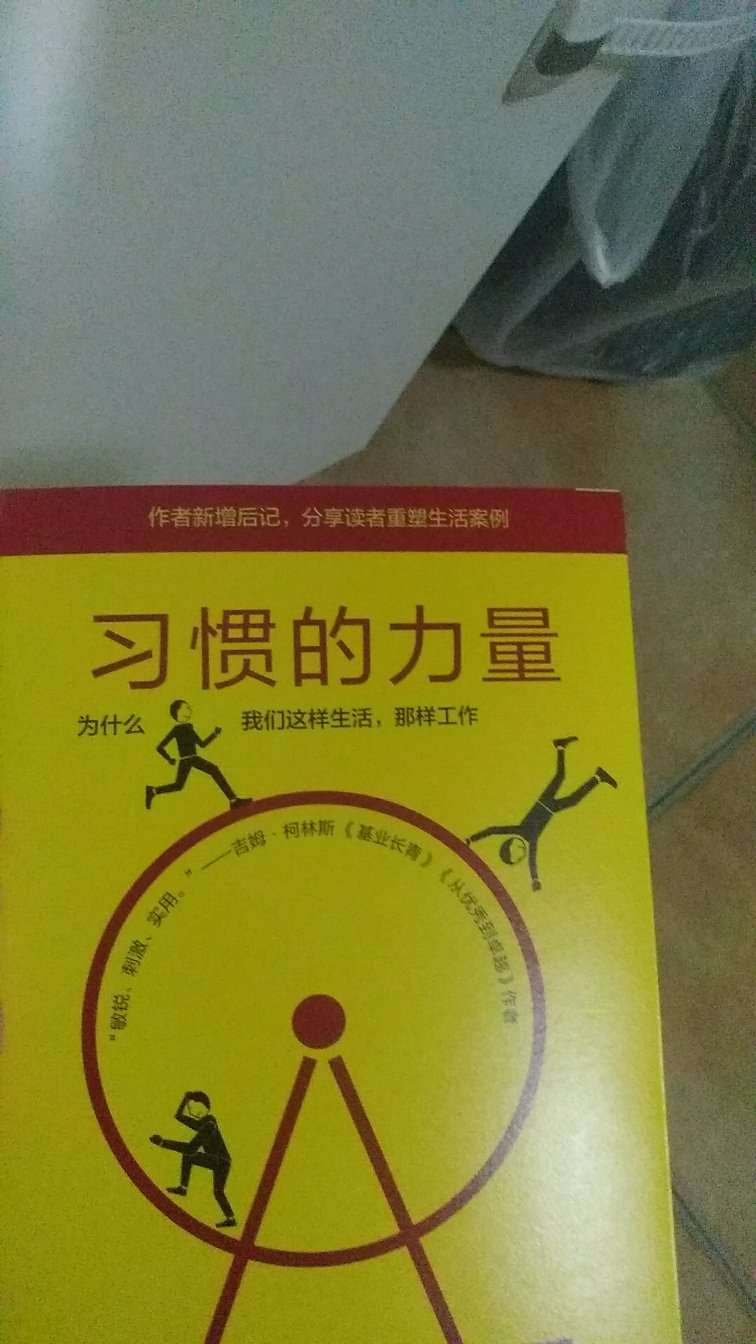 作者新增后记，分享读者重塑生活案例
习惯的力量
为什么 我们这样生活，那样工作
“敏锐、刺激、实用。”——吉姆·柯林斯《基业长青》《从优秀到卓越》作者